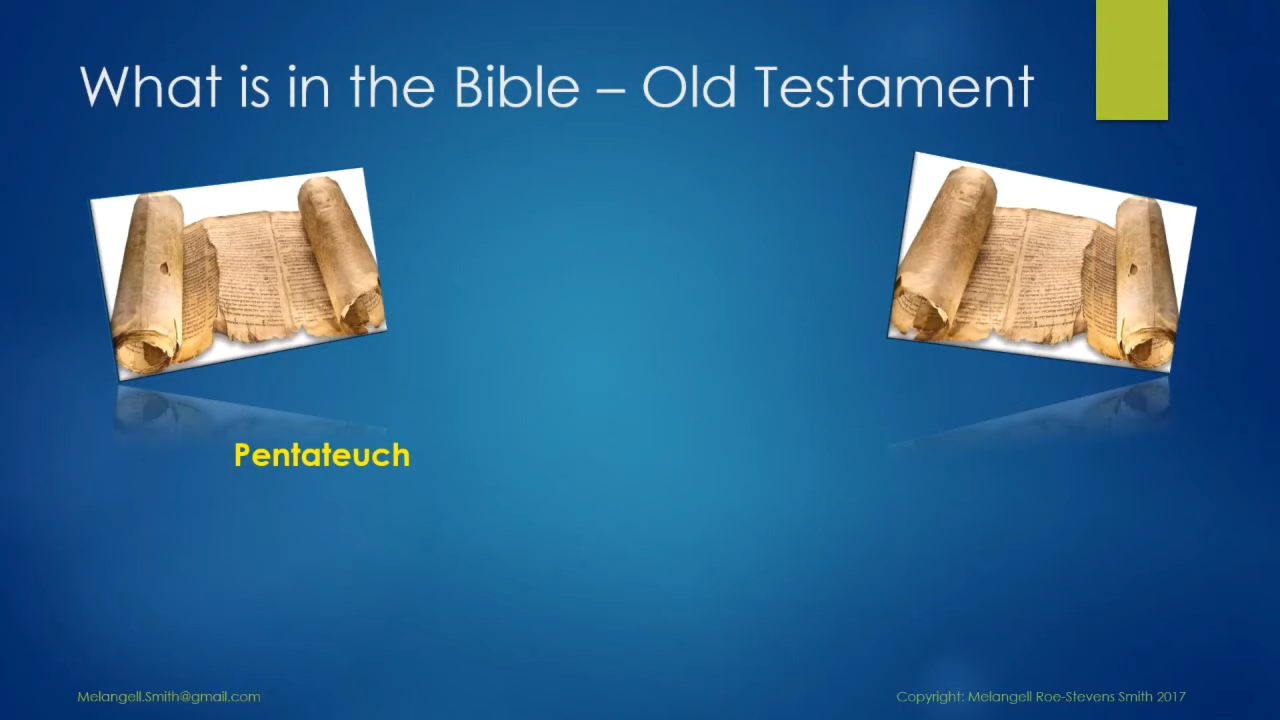 What is in the Bible – Old Testament
Pentateuch
Melangell.Smith@gmail.com
Copyright: Melangell Roe-Stevens Smith 2017